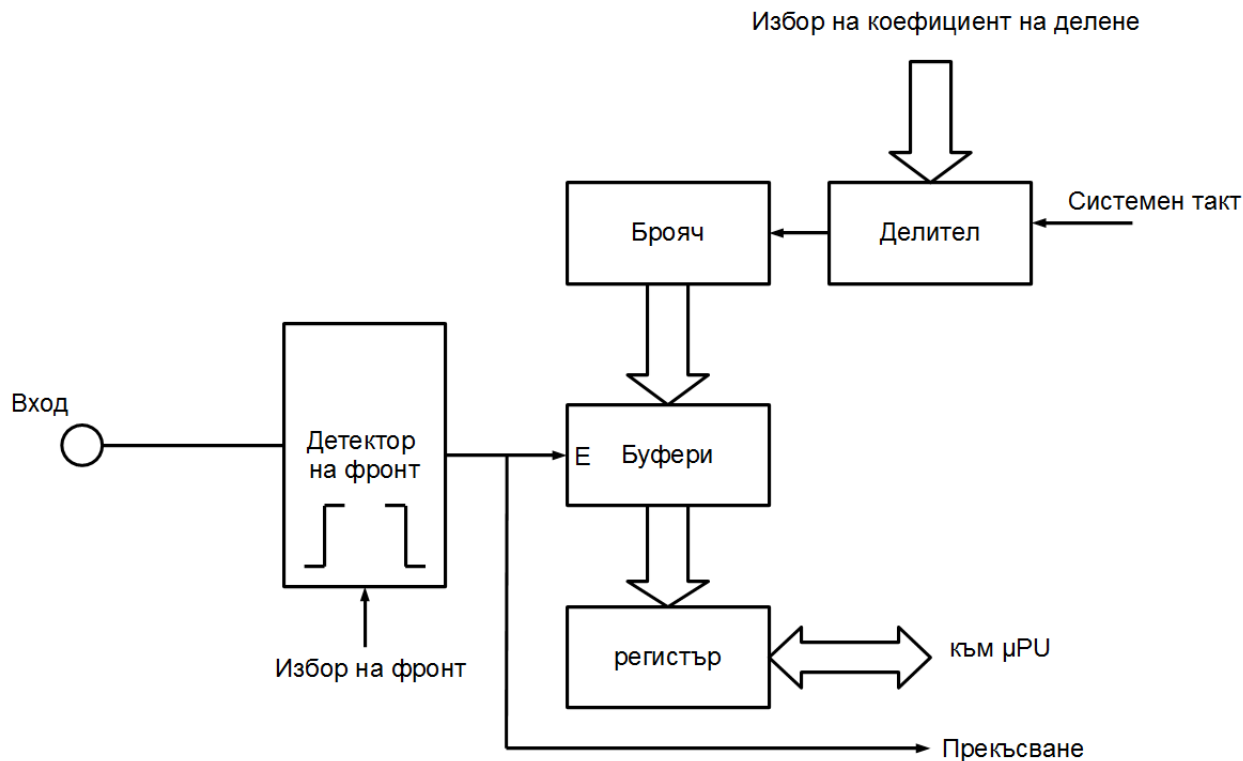 Избор на коефициент на делене
Системен такт
Брояч
Делител
Вход
Детектор
на фронт
E
Буфери
регистър
към µPU
Избор на фронт
Прекъсване